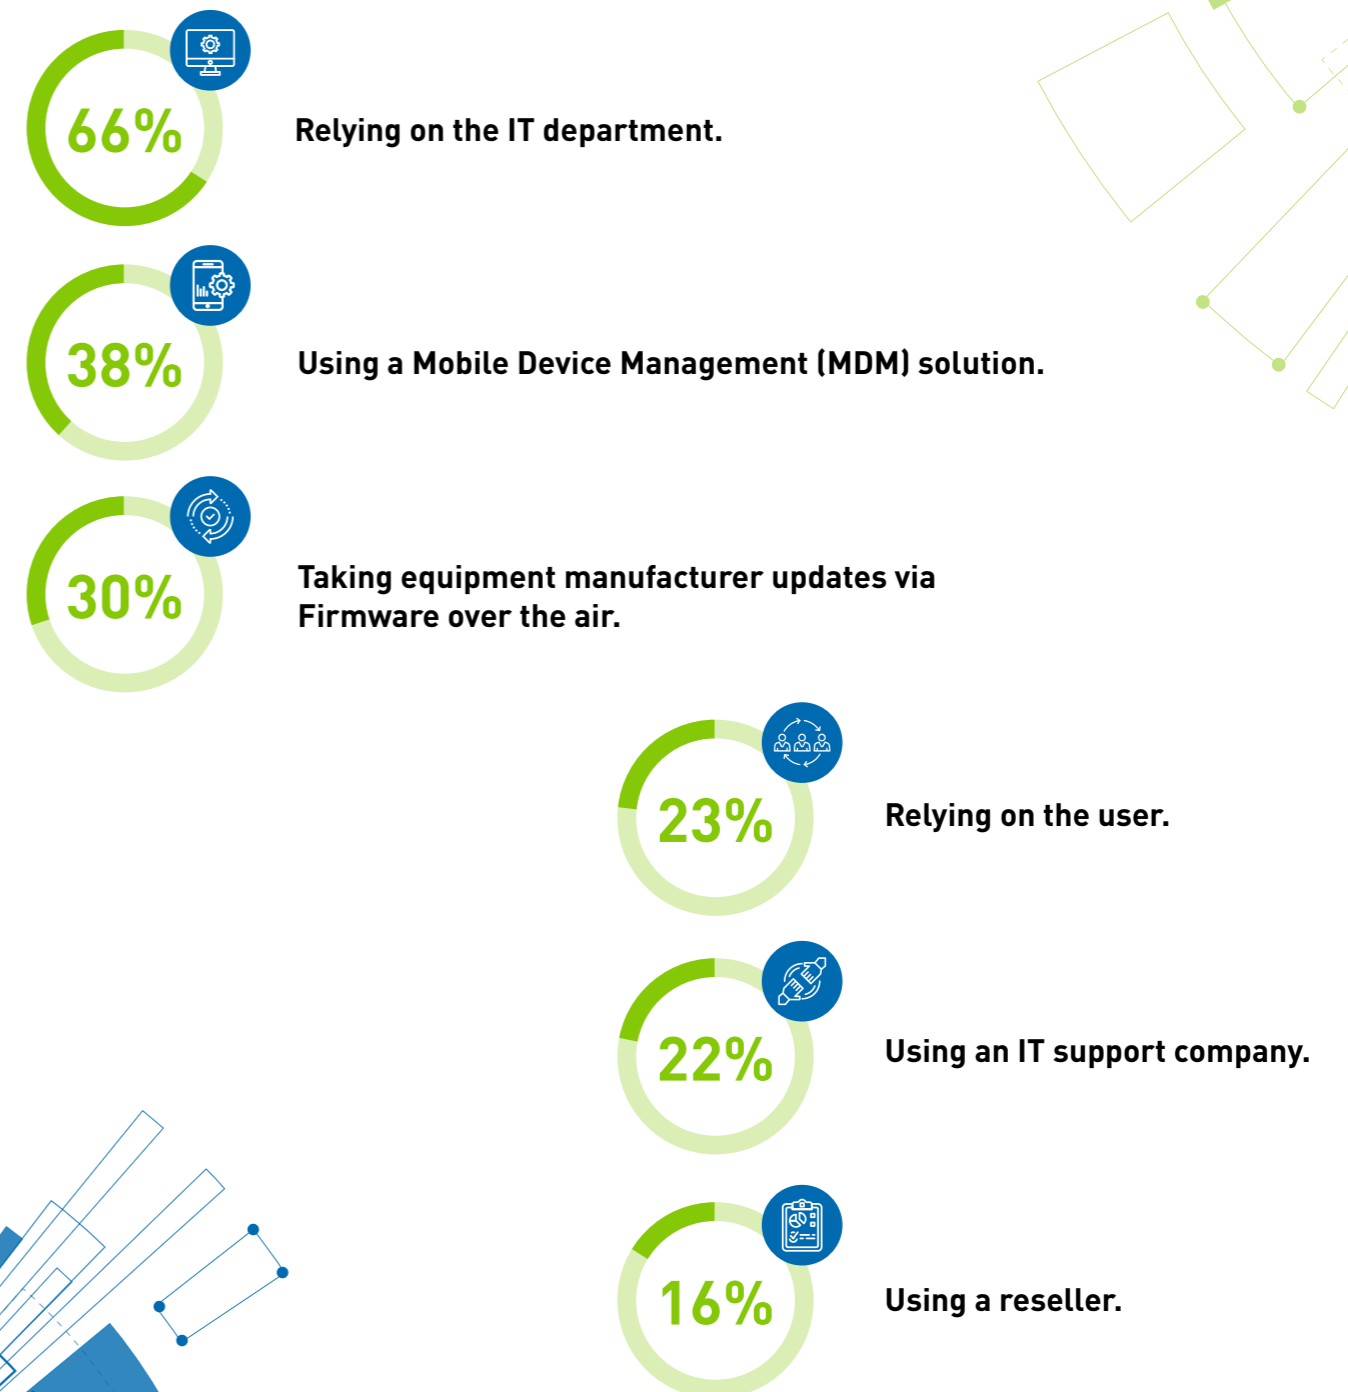 66%
Relying on the IT department.
38%
Using a Mobile Device Management (MDM) solution.
30%
Taking equipment manufacturer updates via
Firmware over the air.
23%
Relying on the user.
22%
Using an IT support company.
16%
Using a reseller.